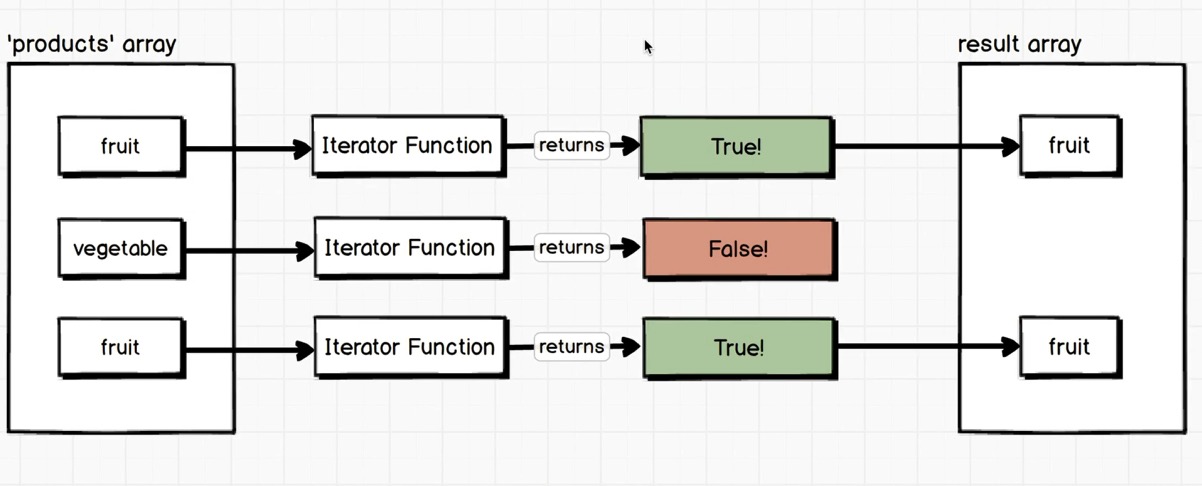 'products' array
result array
fruit
Iterator Function
returns
True!
fruit
vegetable
Iterator Function
returns
False!
fruit
Iterator Function
returns
True!
fruit